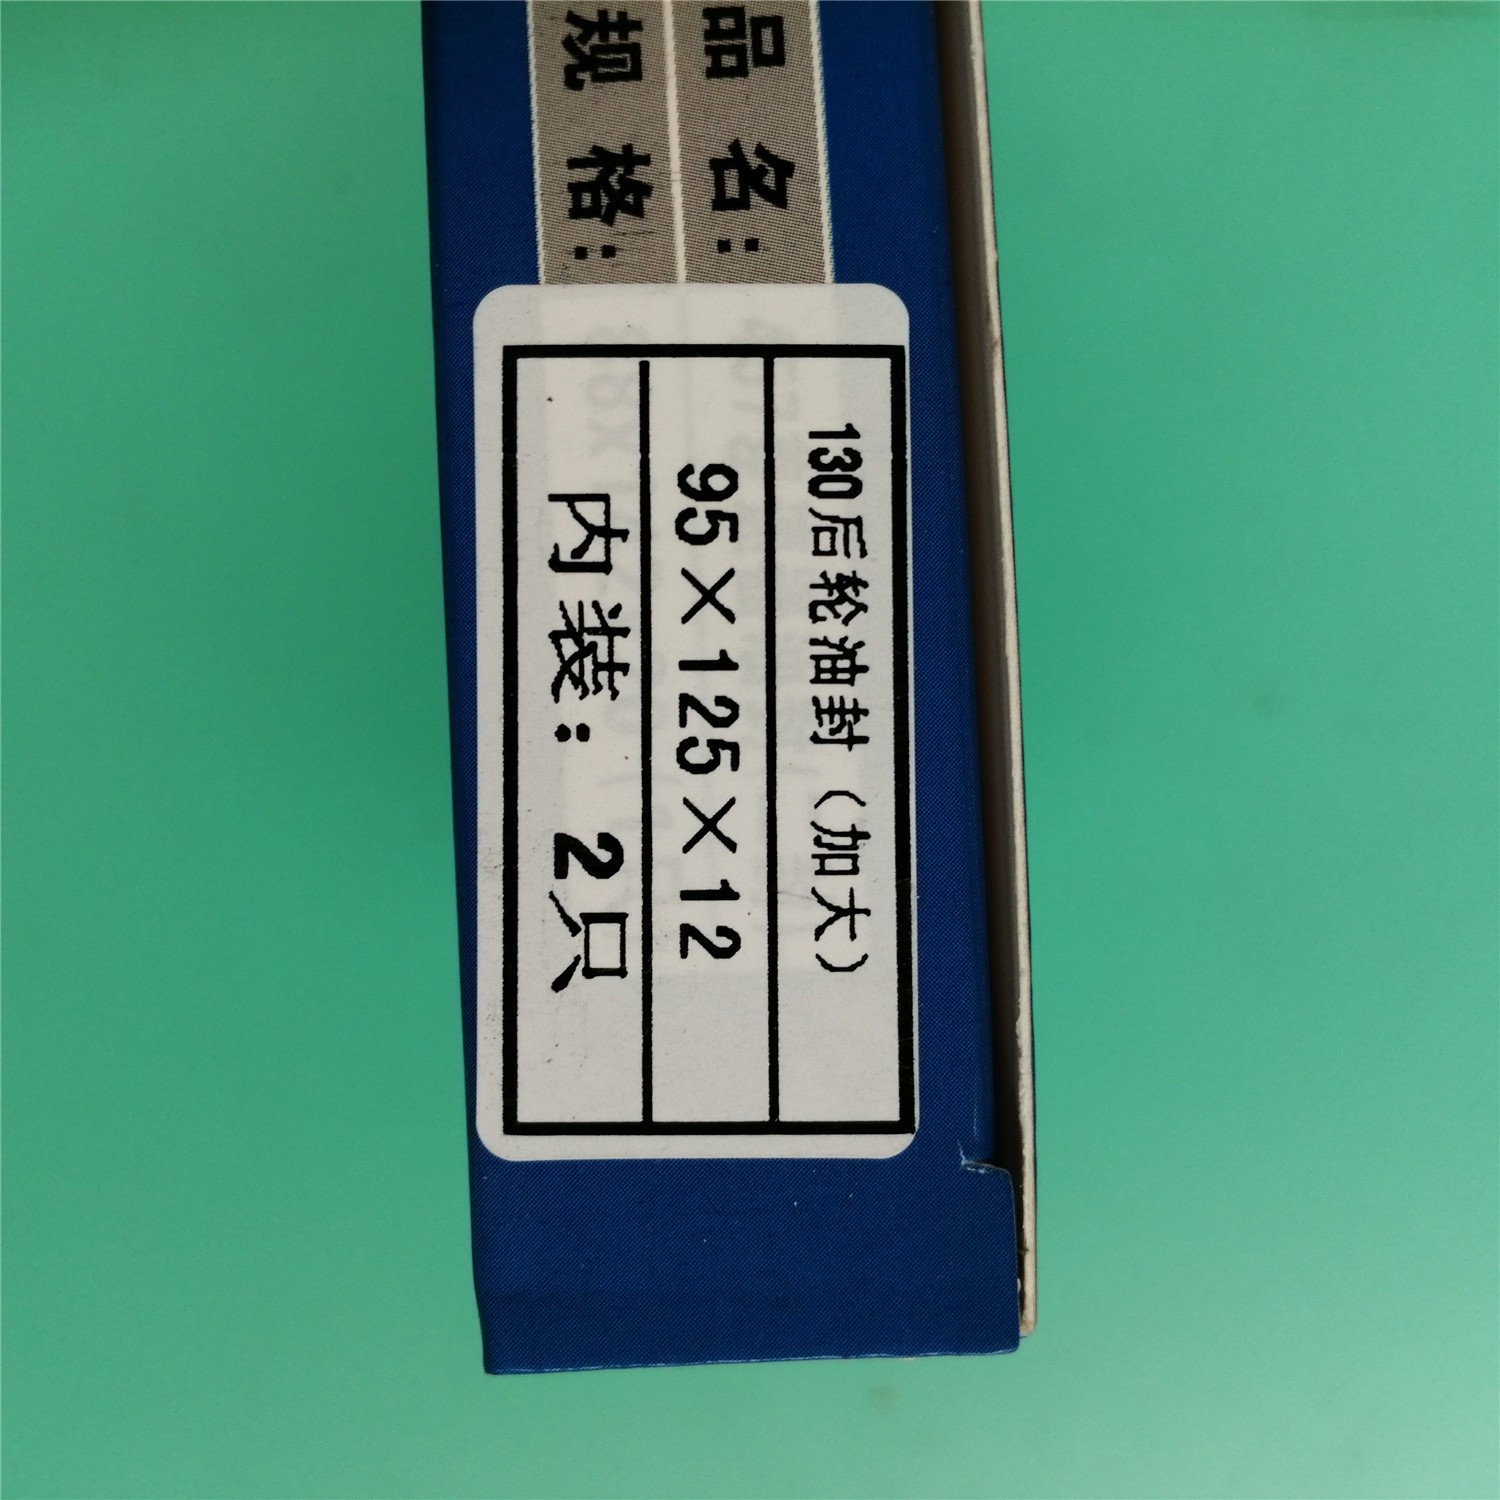 品名:
规格:
130后轮油封（加大）
95×125×12
内装: 2只